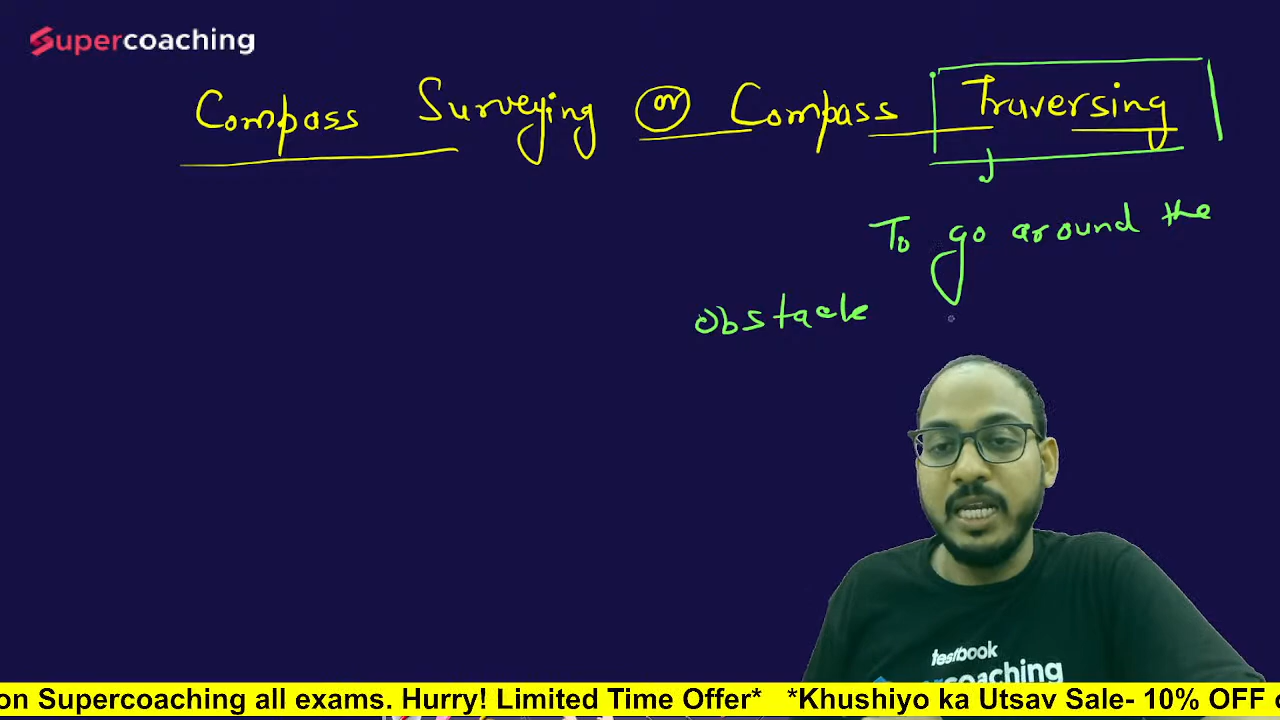 Supercoaching
Compass Surveying or Compass Traversing
To go around the
obstacle
testbook
rcoaching
on Supercoaching all exams. Hurry! Limited Time Offer* *Khushiyo ka Utsav Sale- 10% OFF